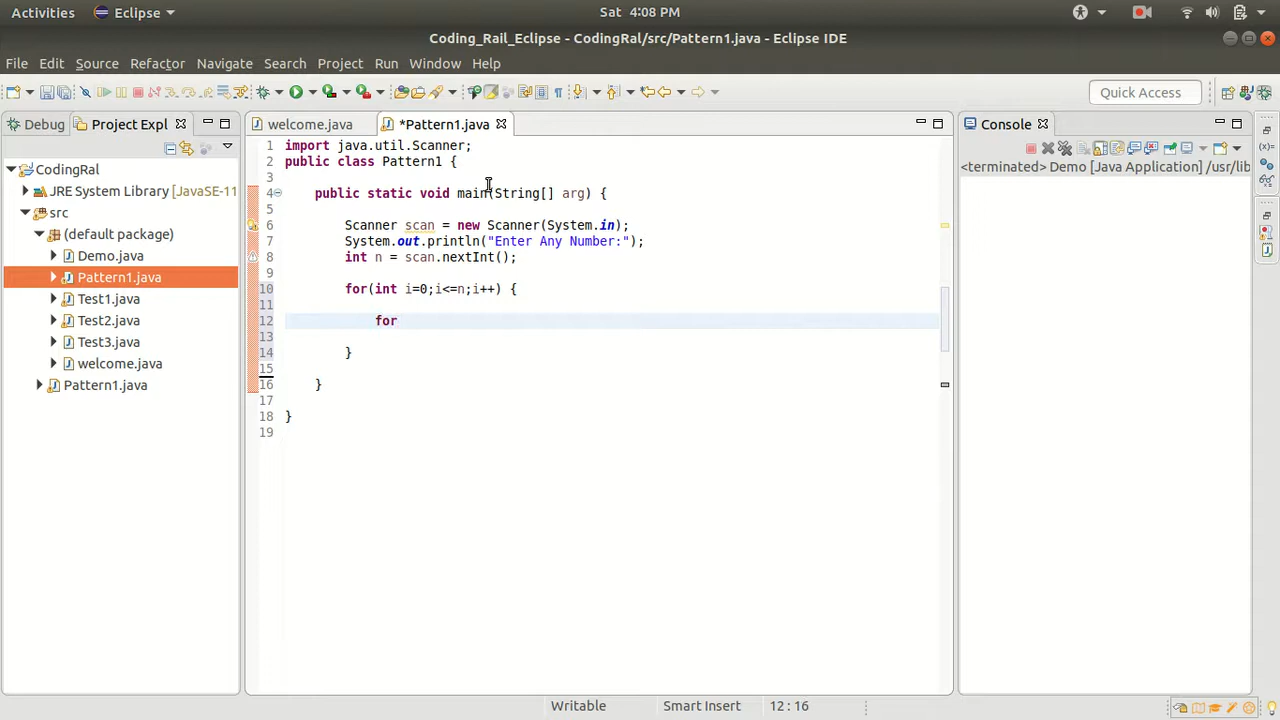 Activities Eclipse Sat 4:08 PM
Coding_Rail_Eclipse - CodingRal/src/Pattern1.java - Eclipse IDE
File Edit Source Refactor Navigate Search Project Run Window Help
Quick Access
Debug Project Expl
welcome.java *Pattern1.java
Console
CodingRal
JRE System Library [JavaSE-11
src
(default package)
Demo.java
Pattern1.java
Test1.java
Test2.java
Test3.java
welcome.java
Pattern1.java
1 import java.util.Scanner;
2 public class Pattern1 {
3
4 public static void main(String[] arg) {
5
6 Scanner scan = new Scanner(System.in);
7 System.out.println("Enter Any Number:");
8 int n = scan.nextInt();
9
10 for(int i=0;i<=n;i++) {
11
12 for
13
14 }
15
16 }
17
18 }
19
<terminated> Demo [Java Application] /usr/lib
Writable Smart Insert 12 : 16